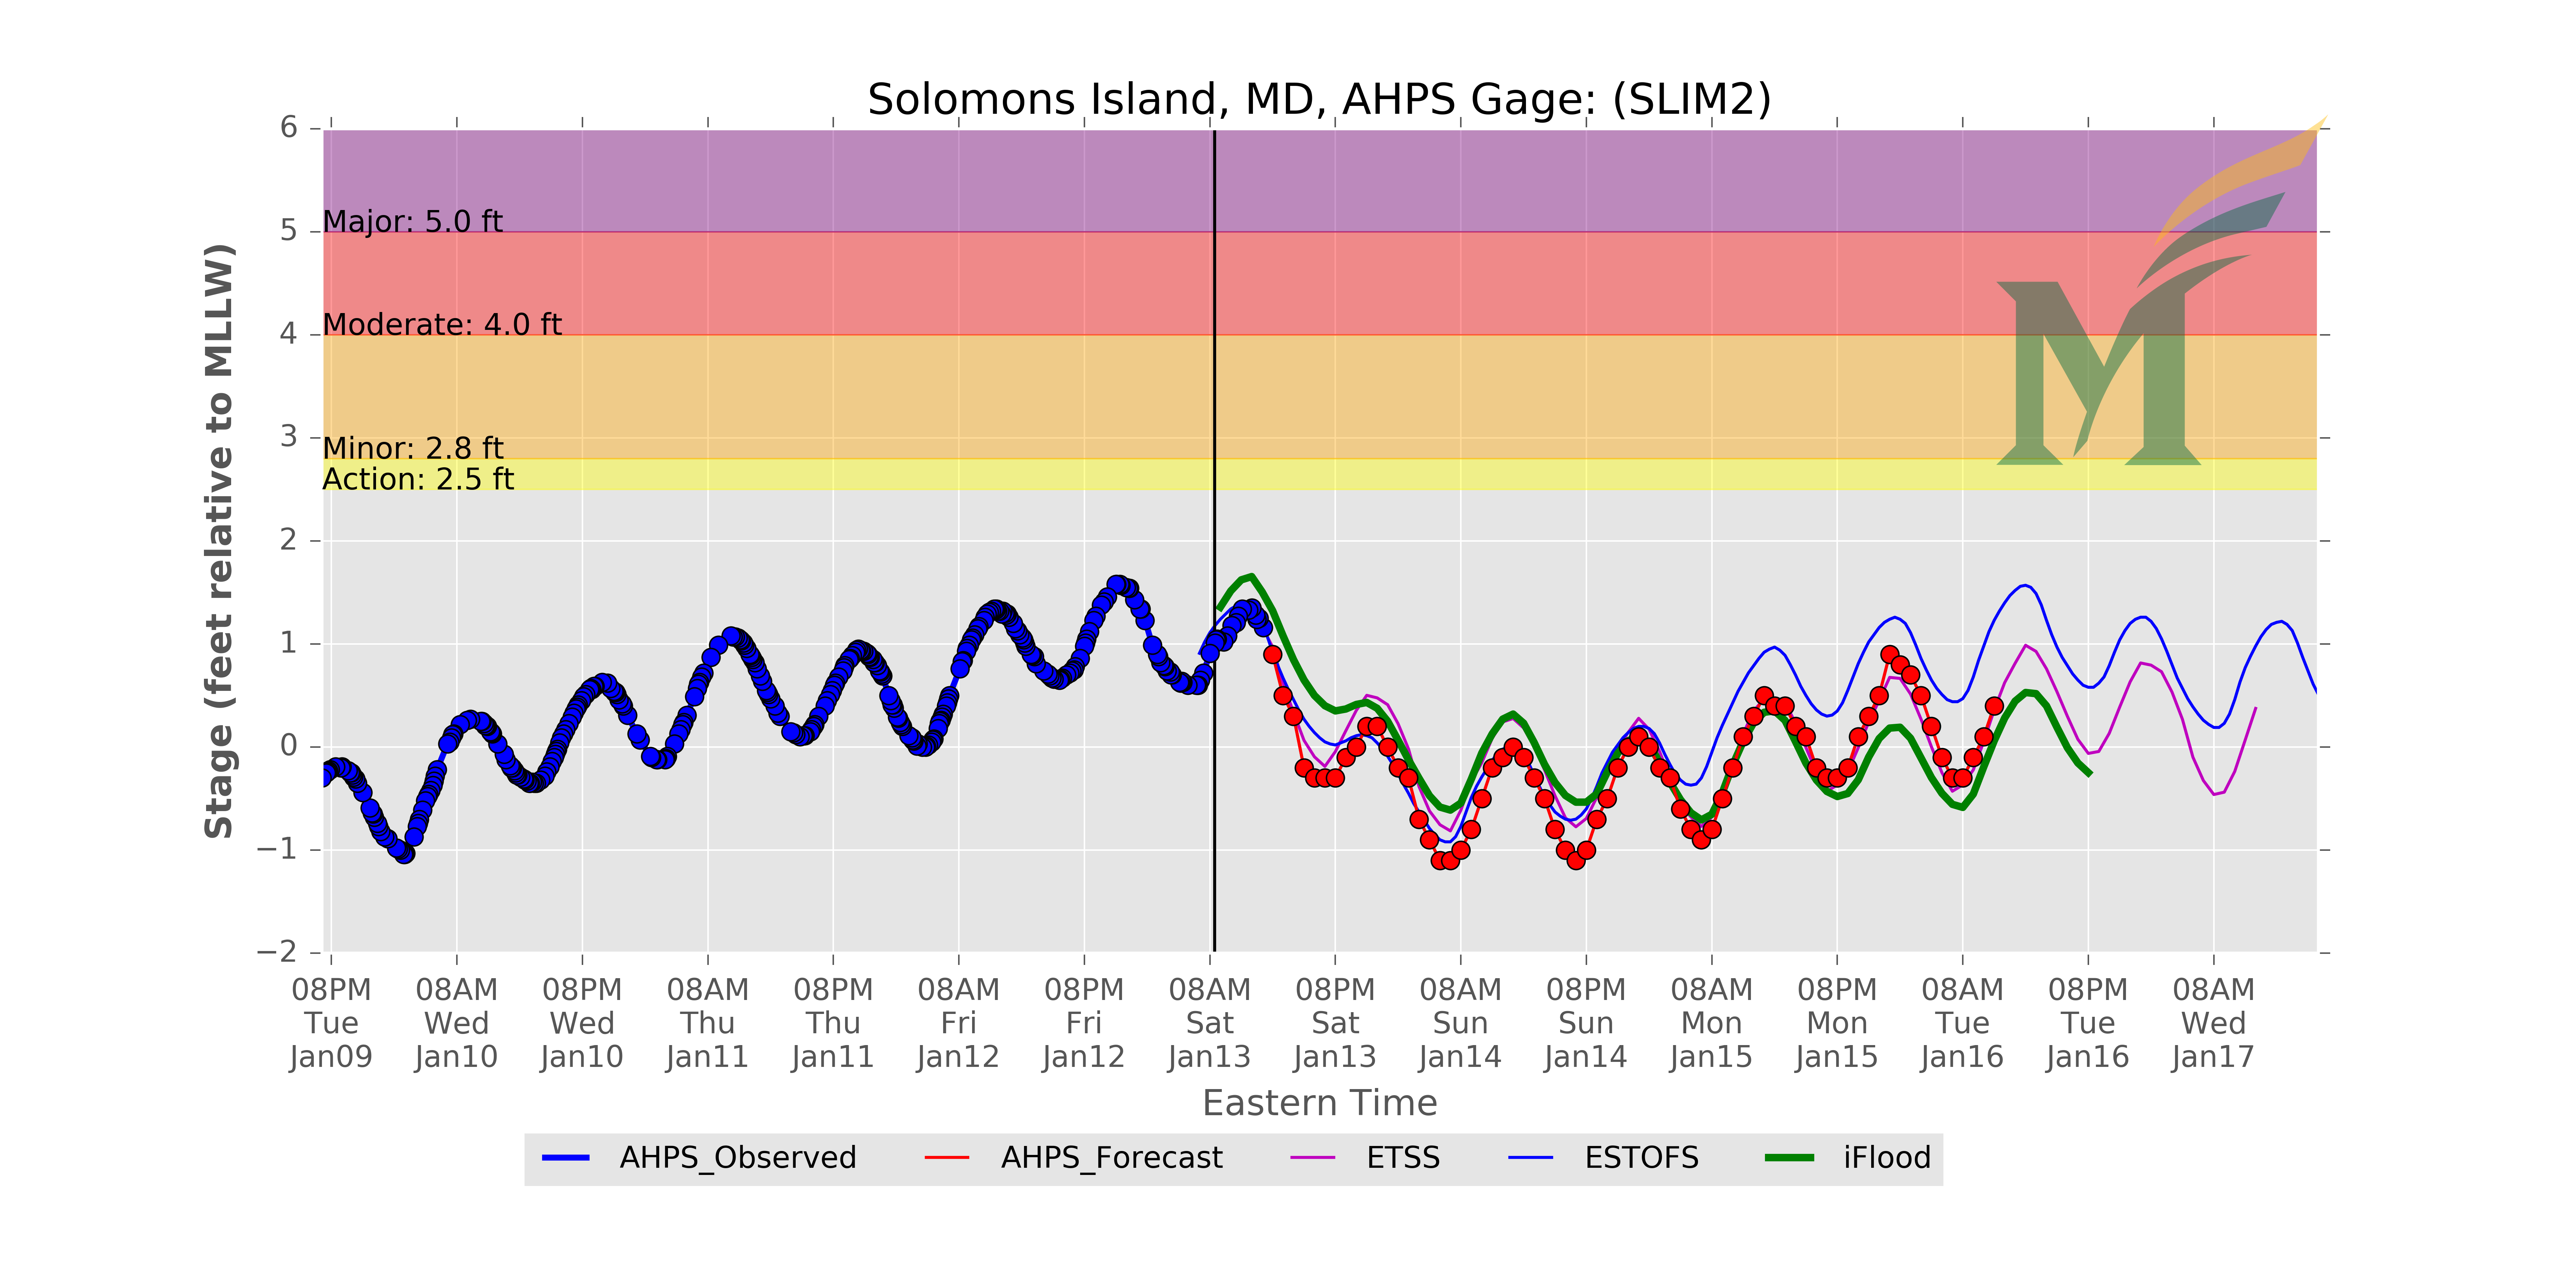 Solomons Island, MD, AHPS Gage: (SLIM2)
Stage (feet relative to MLLW)
6
5
4
3
2
1
0
−1
−2
Major: 5.0 ft
Moderate: 4.0 ft
Minor: 2.8 ft
Action: 2.5 ft
M
08PM 08AM 08PM 08AM 08PM 08AM 08PM 08AM 08PM 08AM 08PM 08AM 08PM 08AM 08PM 08AM
Tue Wed Wed Thu Thu Fri Fri Sat Sat Sun Sun Mon Mon Tue Tue Wed
Jan09 Jan10 Jan10 Jan11 Jan11 Jan12 Jan12 Jan13 Jan13 Jan14 Jan14 Jan15 Jan15 Jan16 Jan16 Jan17
Eastern Time
AHPS_Observed AHPS_Forecast ETSS ESTOFS iFlood